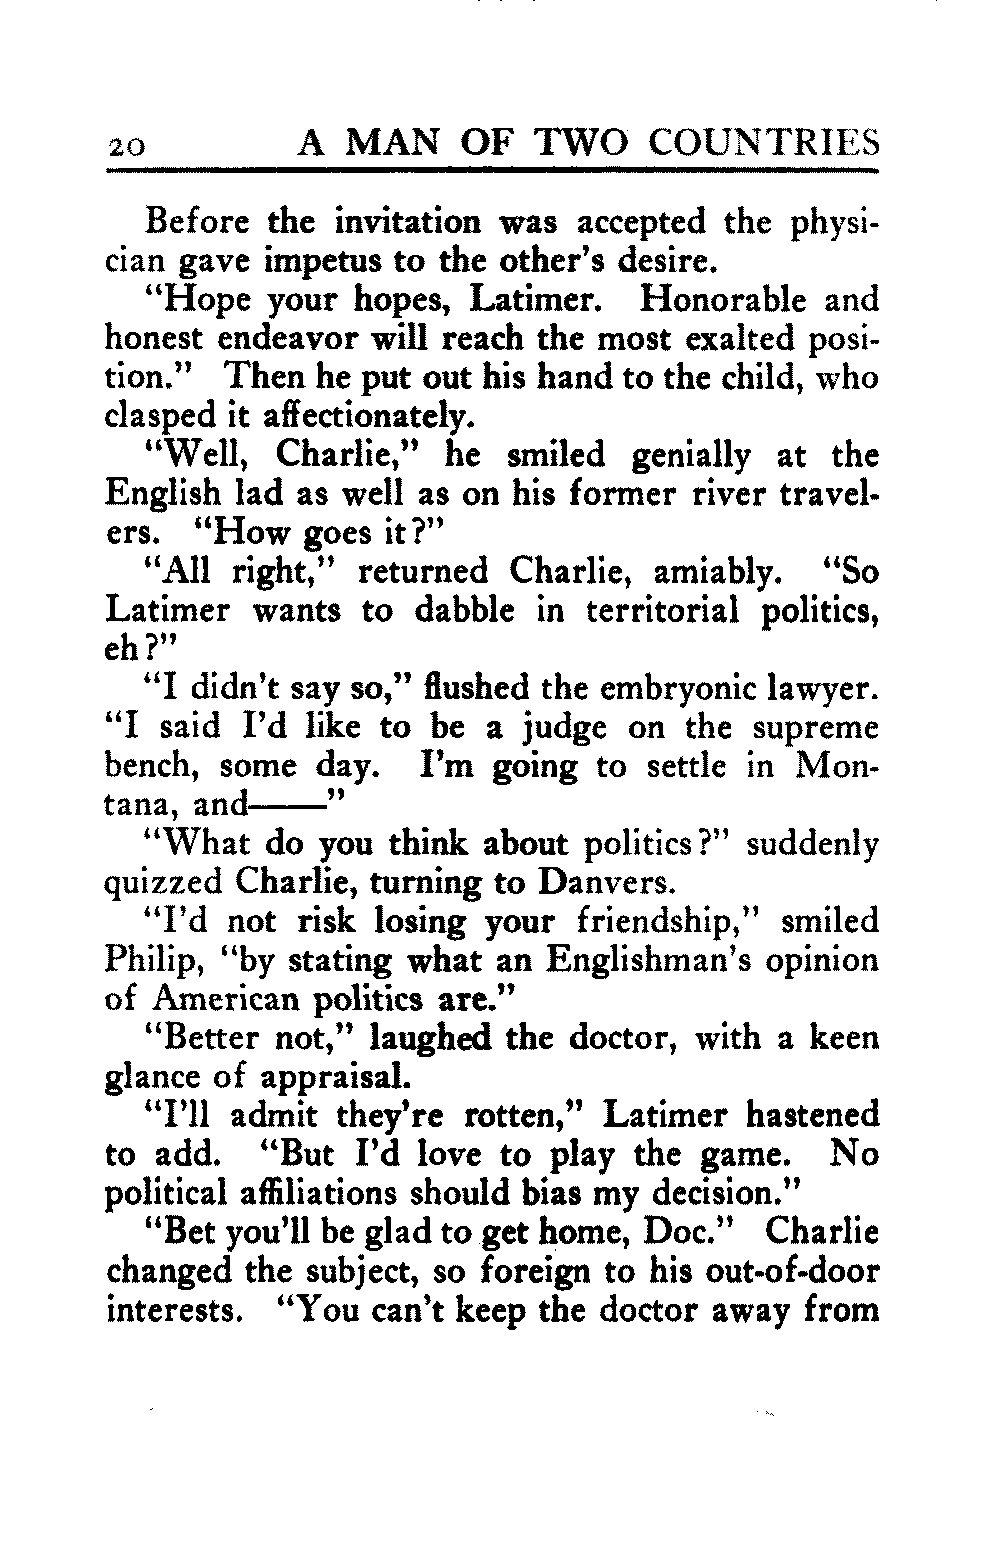 20 A MAN OF TWO COUNTRIES
Before the invitation was accepted the physi-
cian gave impetus to the other's desire.
“Hope your hopes, Latimer. Honorable and
honest endeavor will reach the most exalted posi-
tion.” Then he put out his hand to the child, who
clasped it affectionately.
“Well, Charlie,” he smiled genially at the
English lad as well as on his former river travel-
ers. “How goes it?”
“All right,” returned Charlie, amiably. “So
Latimer wants to dabble in territorial politics,
eh?”
“I didn't say so,” flushed the embryonic lawyer.
“I said I'd like to be a judge on the supreme
bench, some day. I'm going to settle in Mon-
tana, and——”
“What do you think about politics?” suddenly
quizzed Charlie, turning to Danvers.
“I'd not risk losing your friendship,” smiled
Philip, “by stating what an Englishman's opinion
of American politics are.”
“Better not,” laughed the doctor, with a keen
glance of appraisal.
“I'll admit they're rotten,” Latimer hastened
to add. “But I'd love to play the game. No
political affiliations should bias my decision.”
“Bet you'll be glad to get home, Doc.” Charlie
changed the subject, so foreign to his out-of-door
interests. “You can't keep the doctor away from